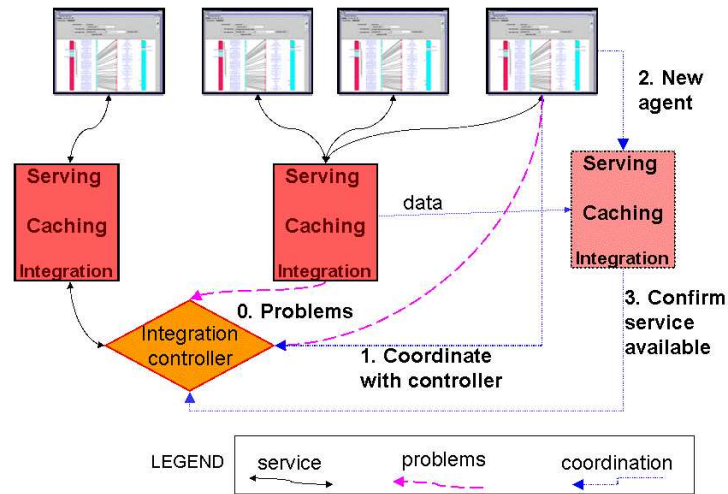 2. New
agent
Serving
Caching
Integration
Serving
Caching
Integration
data
Serving
Caching
Integration
0. Problems
Integration
controller
1. Coordinate
with controller
3. Confirm
service
available
LEGEND
service
problems
coordination